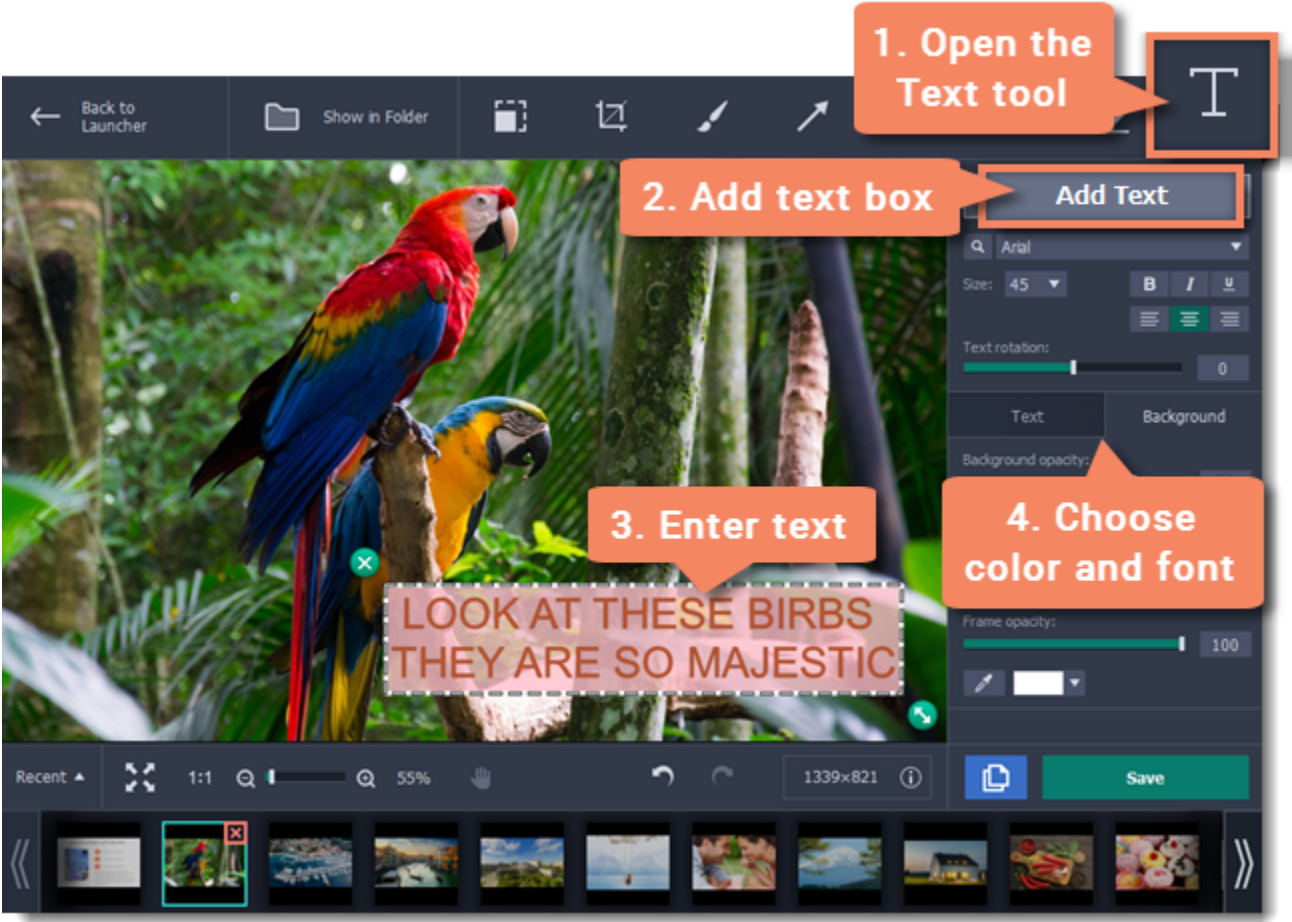 1. Open the
Text tool
Back to
Launcher
Show in Folder
T
2. Add text box
Add Text
Arial
Size: 45
B I u
Text rotation:
0
Text
Background
Background opacity:
3. Enter text
4. Choose
color and font
LOOK AT THESE BIRBS
THEY ARE SO MAJESTIC
Frame opacity:
100
Recent
1:1
55%
1339×821
Save